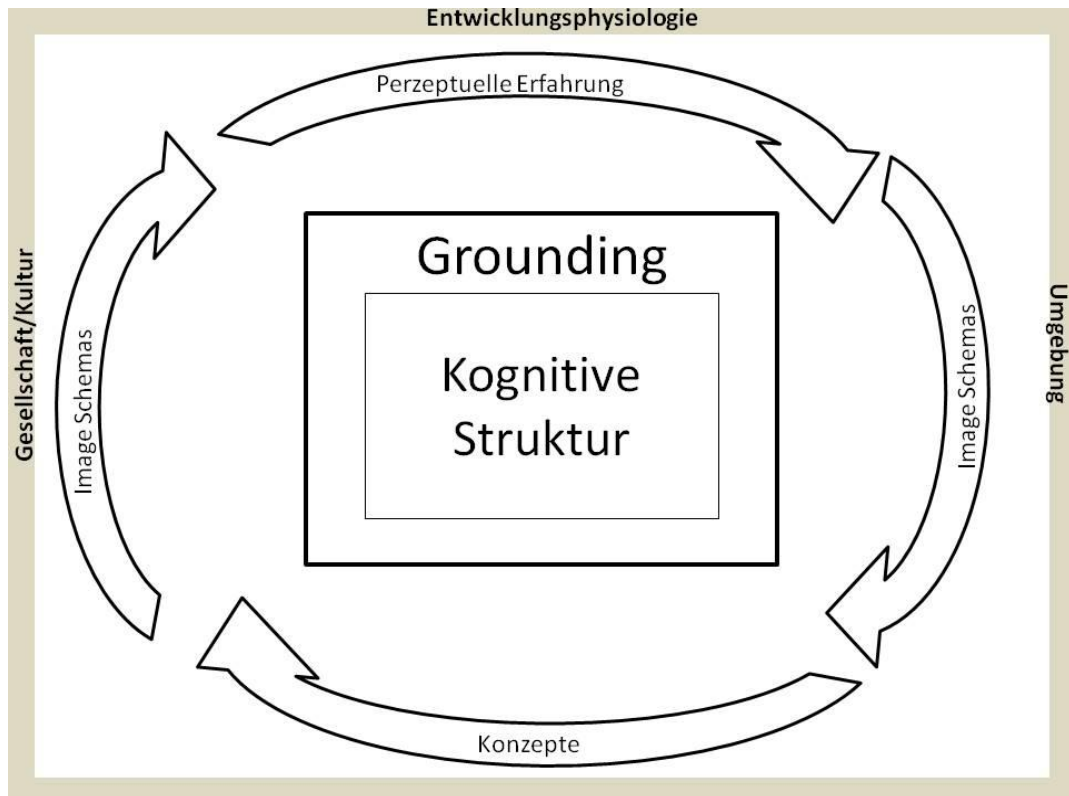 Entwicklungsphysiologie
Perzeptuelle Erfahrung
Gesellschaft/Kultur
Image Schemas
Grounding
Kognitive
Struktur
Image Schemas
Umgebung
Konzepte